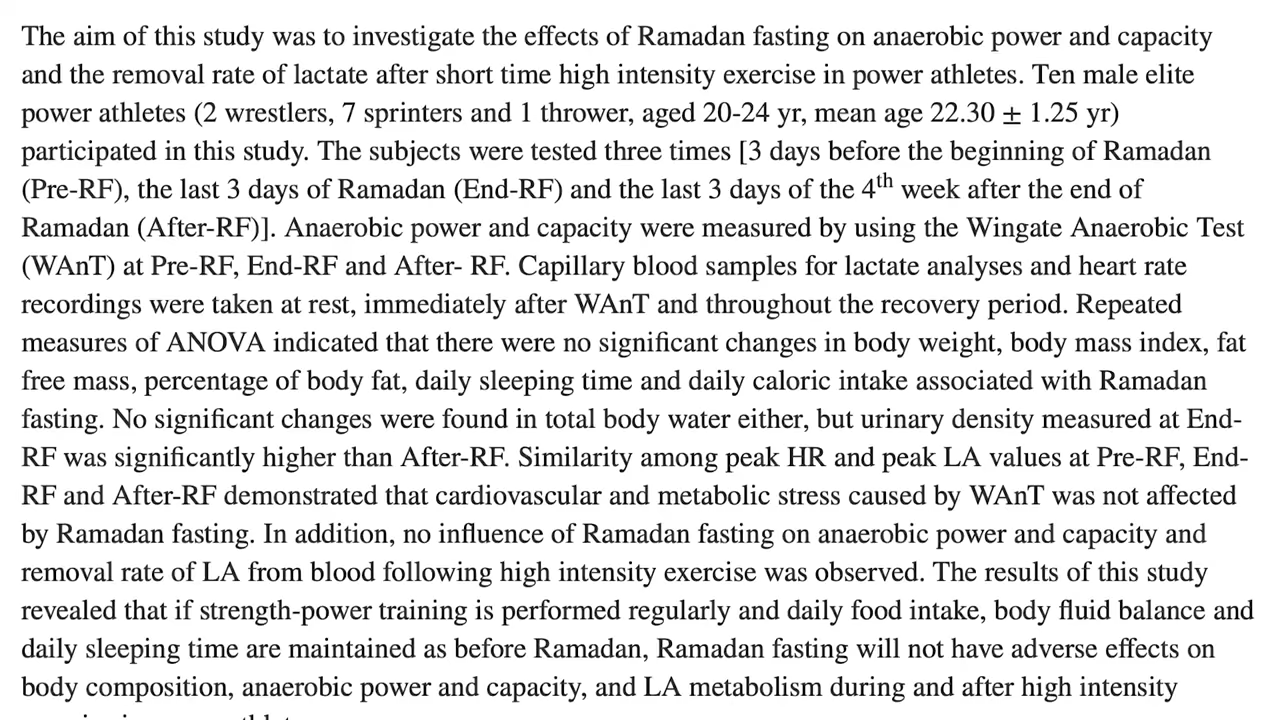 The aim of this study was to investigate the effects of Ramadan fasting on anaerobic power and capacity
and the removal rate of lactate after short time high intensity exercise in power athletes. Ten male elite
power athletes (2 wrestlers, 7 sprinters and 1 thrower, aged 20-24 yr, mean age 22.30 ± 1.25 yr)
participated in this study. The subjects were tested three times [3 days before the beginning of Ramadan
(Pre-RF), the last 3 days of Ramadan (End-RF) and the last 3 days of the 4th week after the end of
Ramadan (After-RF)]. Anaerobic power and capacity were measured by using the Wingate Anaerobic Test
(WAnT) at Pre-RF, End-RF and After- RF. Capillary blood samples for lactate analyses and heart rate
recordings were taken at rest, immediately after WAnT and throughout the recovery period. Repeated
measures of ANOVA indicated that there were no significant changes in body weight, body mass index, fat
free mass, percentage of body fat, daily sleeping time and daily caloric intake associated with Ramadan
fasting. No significant changes were found in total body water either, but urinary density measured at End-
RF was significantly higher than After-RF. Similarity among peak HR and peak LA values at Pre-RF, End-
RF and After-RF demonstrated that cardiovascular and metabolic stress caused by WAnT was not affected
by Ramadan fasting. In addition, no influence of Ramadan fasting on anaerobic power and capacity and
removal rate of LA from blood following high intensity exercise was observed. The results of this study
revealed that if strength-power training is performed regularly and daily food intake, body fluid balance and
daily sleeping time are maintained as before Ramadan, Ramadan fasting will not have adverse effects on
body composition, anaerobic power and capacity, and LA metabolism during and after high intensity